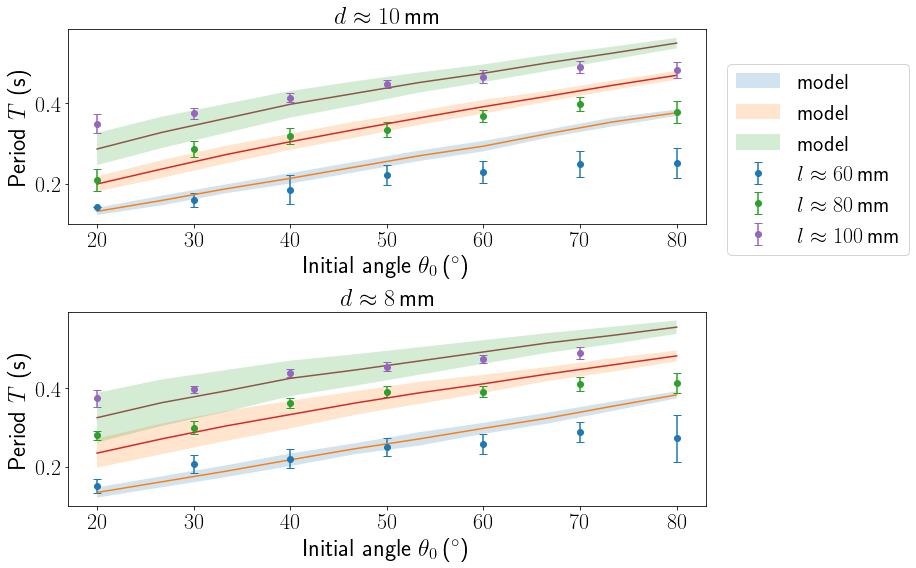 d ≈ 10 mm
Period T (s)
0.4
0.2
20 30 40 50 60 70 80
Initial angle θ₀ (°)
model
model
model
l ≈ 60 mm
l ≈ 80 mm
l ≈ 100 mm
d ≈ 8 mm
Period T (s)
0.4
0.2
20 30 40 50 60 70 80
Initial angle θ₀ (°)